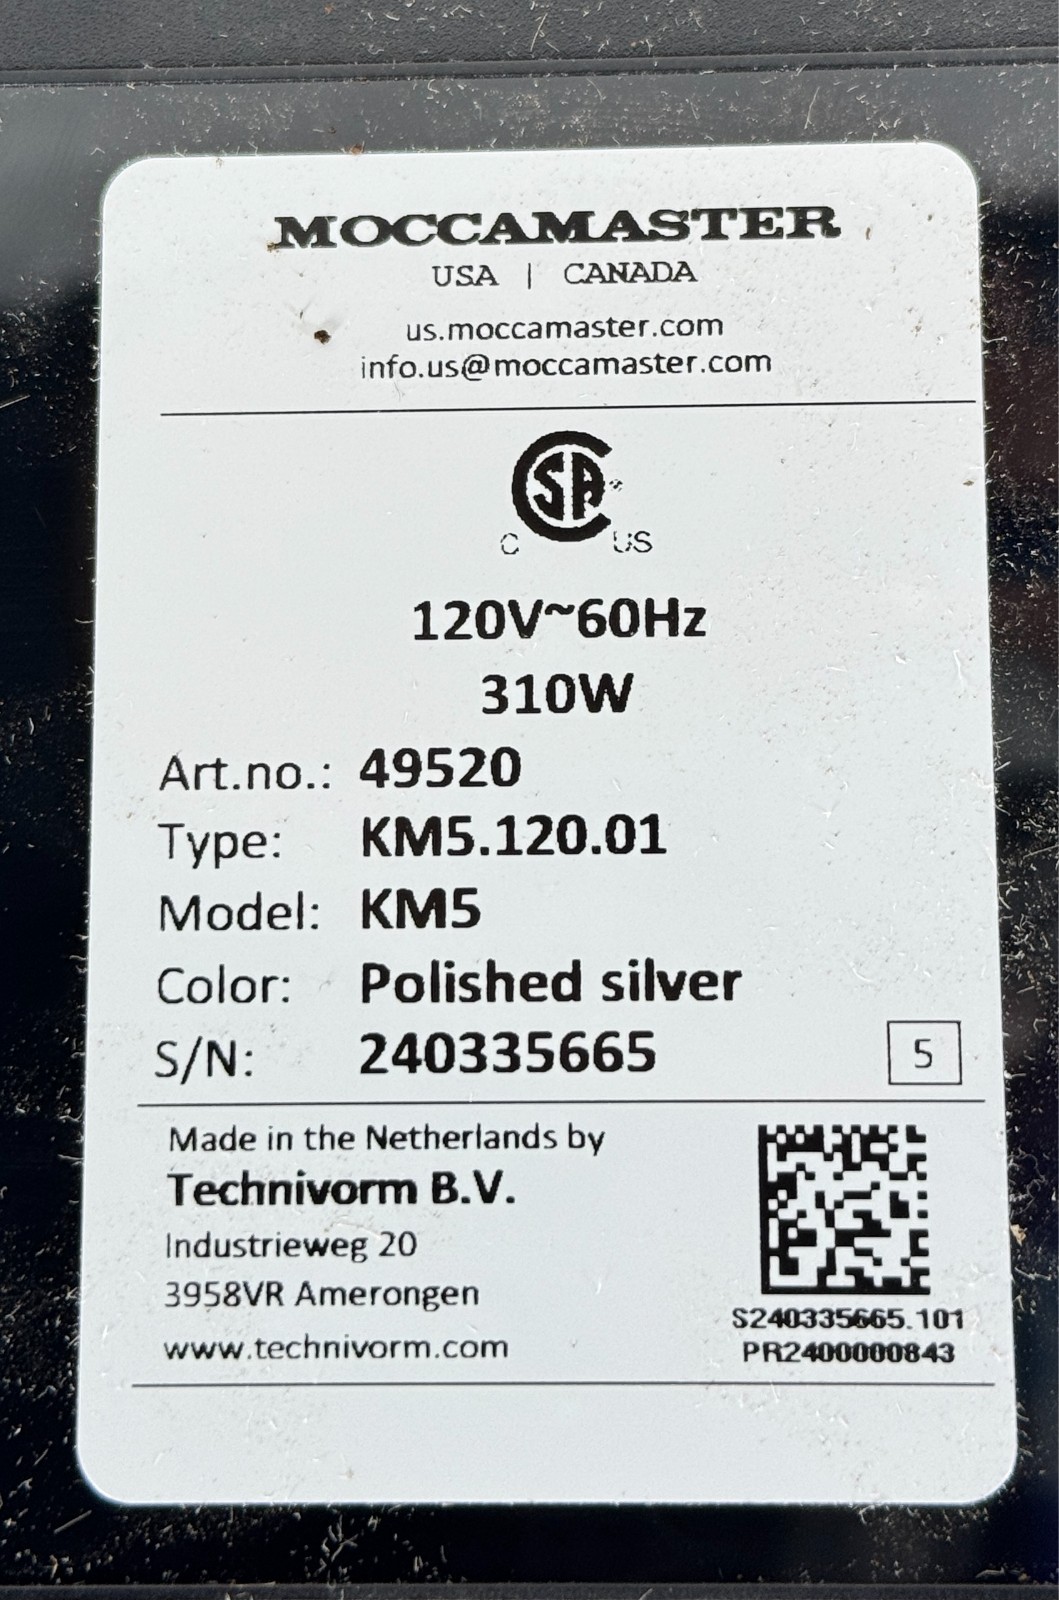 MOCCAMASTER
USA | CANADA
us.moccamaster.com
info.us@moccamaster.com
CSA
C US
120V~60Hz
310W
Art.no.: 49520
Type: KM5.120.01
Model: KM5
Color: Polished silver
S/N: 240335665
5
Made in the Netherlands by
Technivorm B.V.
Industrieweg 20
3958VR Amerongen
www.technivorm.com
S240335665.101
PR2400000843